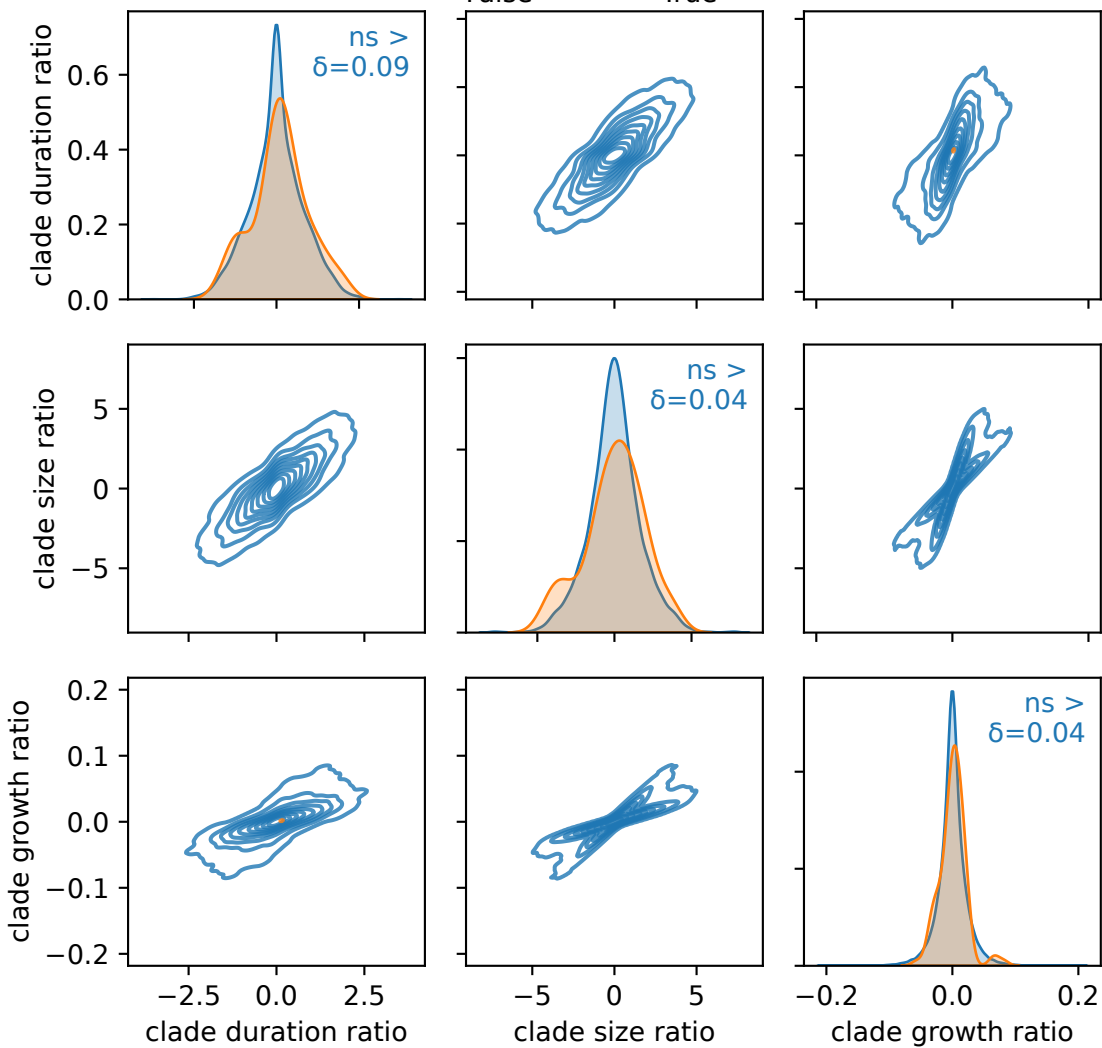 clade duration ratio
0.6
0.4
0.2
0.0
ns >
δ=0.09
clade size ratio
5
0
−5
ns >
δ=0.04
clade growth ratio
0.2
0.1
0.0
−0.1
−0.2
ns >
δ=0.04
−2.5 0.0 2.5
−5 0 5
−0.2 0.0 0.2
clade duration ratio
clade size ratio
clade growth ratio